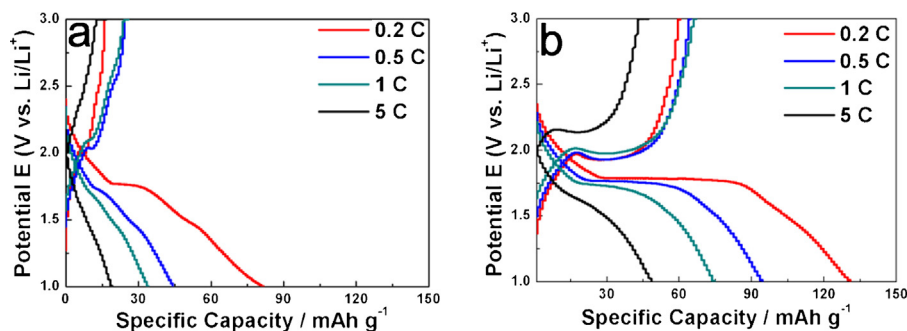 a
0.2 C
0.5 C
1 C
5 C
Potential E (V vs. Li/Li⁺)
3.0
2.5
2.0
1.5
1.0
0 30 60 90 120 150
Specific Capacity / mAh g⁻¹
b
0.2 C
0.5 C
1 C
5 C
Potential E (V vs. Li/Li⁺)
3.0
2.5
2.0
1.5
1.0
30 60 90 120 150
Specific Capacity / mAh g⁻¹